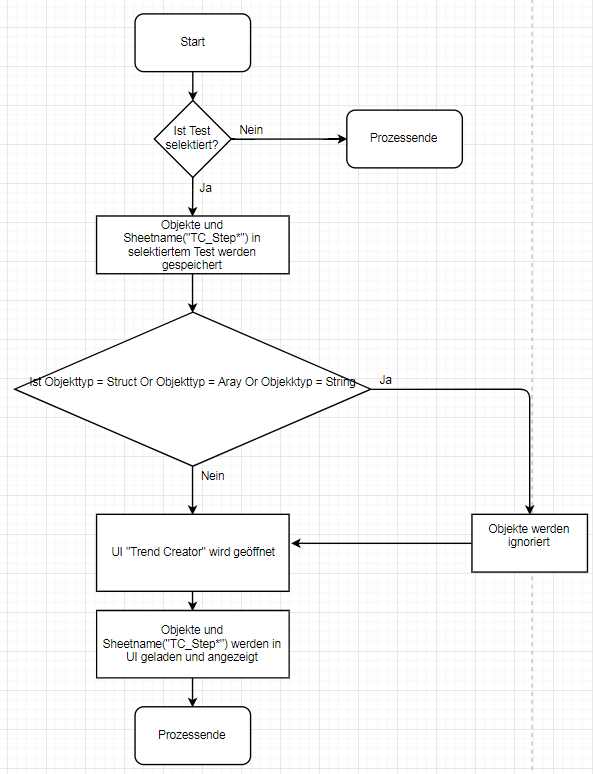 Start
Ist Test
selektiert?
Nein
Prozessende
Ja
Objekte und
Sheetname("TC_Step*") in
selektiertem Test werden
gespeichert
Ist Objekttyp = Struct Or Objekttyp = Aray Or Objekktyp = String
Ja
Nein
Objekte werden
ignoriert
UI "Trend Creator" wird geöffnet
Objekte und
Sheetname("TC_Step*") werden in
UI geladen und angezeigt
Prozessende